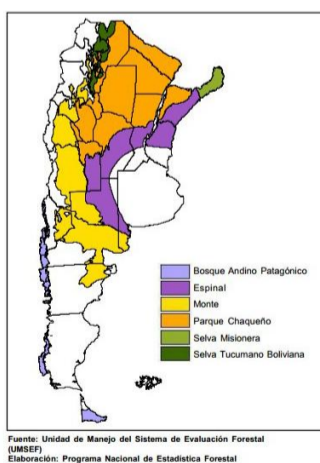 Bosque Andino Patagónico
Espinal
Monte
Parque Chaqueño
Selva Misionera
Selva Tucumano Boliviana
Fuente: Unidad de Manejo del Sistema de Evaluación Forestal
(UMSEF)
Elaboración: Programa Nacional de Estadística Forestal